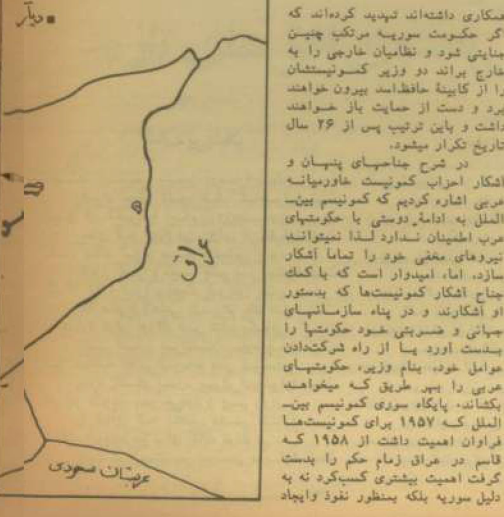 همکاری داشته‌اند تهدید کرده‌اند که
اگر حکومت سوریه مرتکب چنین
جنایتی شود و نظامیان خارجی را به
خارج براند دو وزیر کمونیستشان
را از کابینهٔ حافظ‌اسد بیرون خواهند
برد و دست از حمایت باز خواهند
داشت و باین ترتیب پس از ۲۶ سال
تاریخ تکرار میشود.
در شرح جناحهای پنهان و
آشکار احزاب کمونیست خاورمیانه
عربی اشاره کردیم که کمونیسم بین‌ـ
الملل به ادامهٔ دوستی با حکومتهای
عرب اطمینان ندارد لذا نمیتواند
نیروهای مخفی خود را تماما آشکار
سازد، اما، امیدوار است که با کمك
جناح آشکار کمونیست‌ها که بدستور
او آشکارند و در پناه سازمانهای
جهانی و ضربتی خود حکومتها را
بدست آورد یا از راه شرکت‌دادن
عوامل خود، بنام وزیر، حکومتهای
عربی را بهر طریق که میخواهد
بکشاند، پایگاه سوری کمونیسم بین‌ـ
الملل که ۱۹۵۷ برای کمونیست‌ها
فراوان اهمیت داشت از ۱۹۵۸ که
قاسم در عراق زمام حکم را بدست
گرفت اهمیت بیشتری کسب‌کرد نه به
دلیل سوریه بلکه بمنظور نفوذ وایجاد
عراق
عربستان سعودی